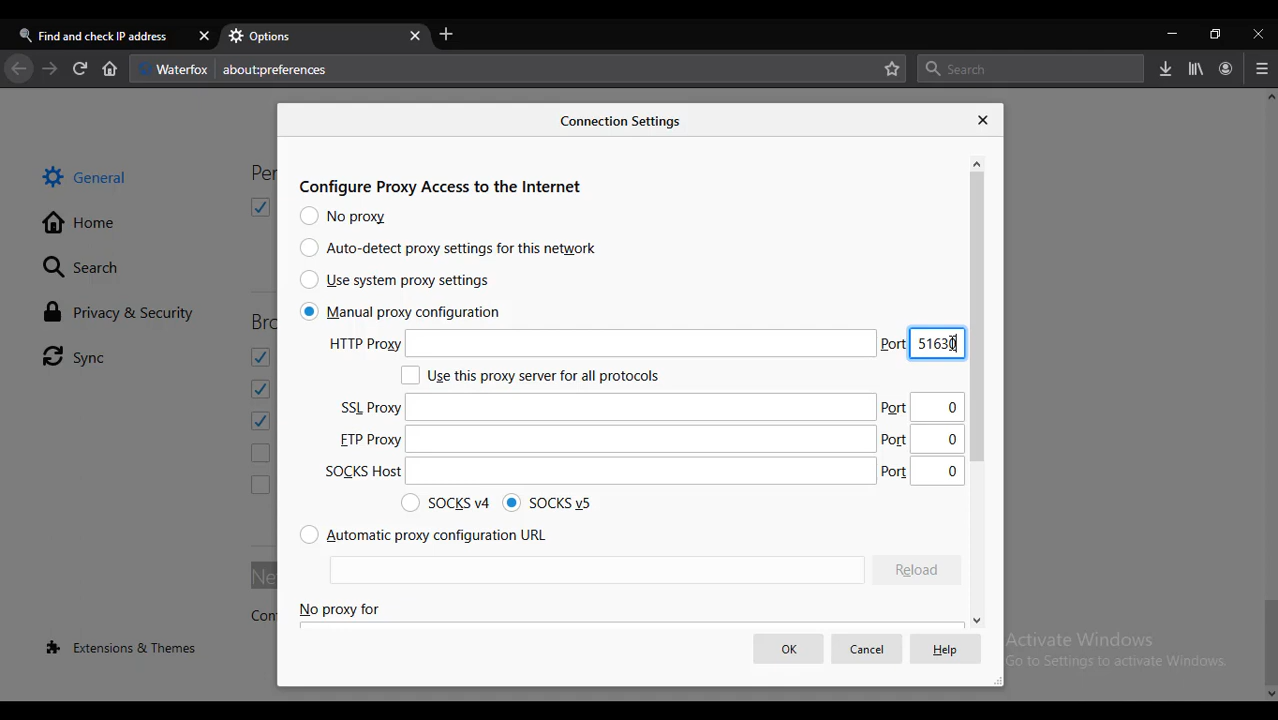 Find and check IP address
Options
Waterfox about:preferences
Search
Connection Settings
General
Home
Search
Privacy & Security
Sync
Extensions & Themes
Per
Bro
Ne
Con
Configure Proxy Access to the Internet
No proxy
Auto-detect proxy settings for this network
Use system proxy settings
Manual proxy configuration
HTTP Proxy Port 51630
Use this proxy server for all protocols
SSL Proxy Port 0
FTP Proxy Port 0
SOCKS Host Port 0
SOCKS v4 SOCKS v5
Automatic proxy configuration URL
Reload
No proxy for
OK Cancel Help
Activate Windows
Go to Settings to activate Windows.